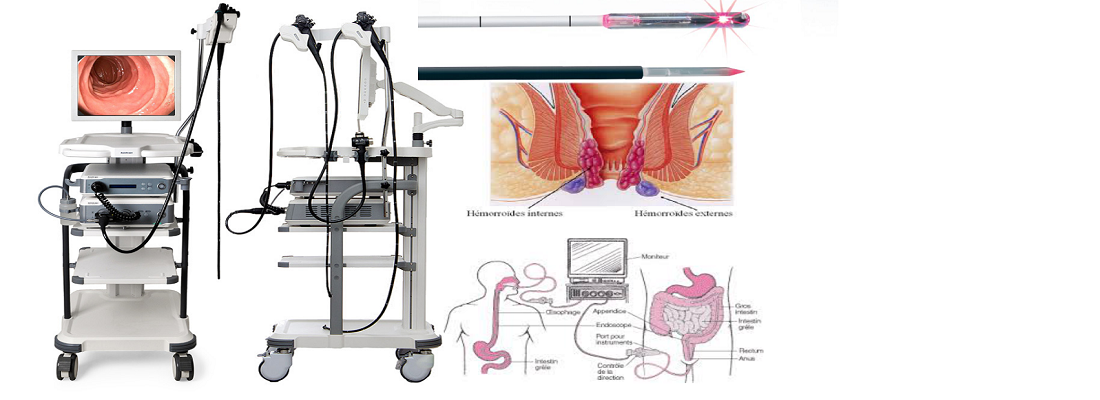 Hémorroïdes internes
Hémorroïdes externes
Moniteur
Œsophage
Appendice
Endoscope
Port pour
instruments
Contrôle
de la
direction
Intestin
grêle
Gros
intestin
Intestin
grêle
Rectum
Anus